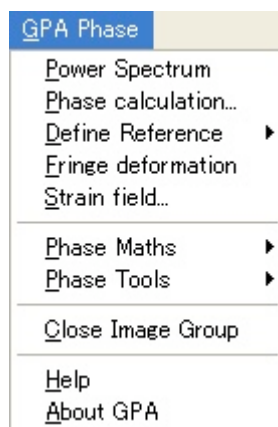 GPA Phase
Power Spectrum
Phase calculation...
Define Reference
Fringe deformation
Strain field...
Phase Maths
Phase Tools
Close Image Group
Help
About GPA